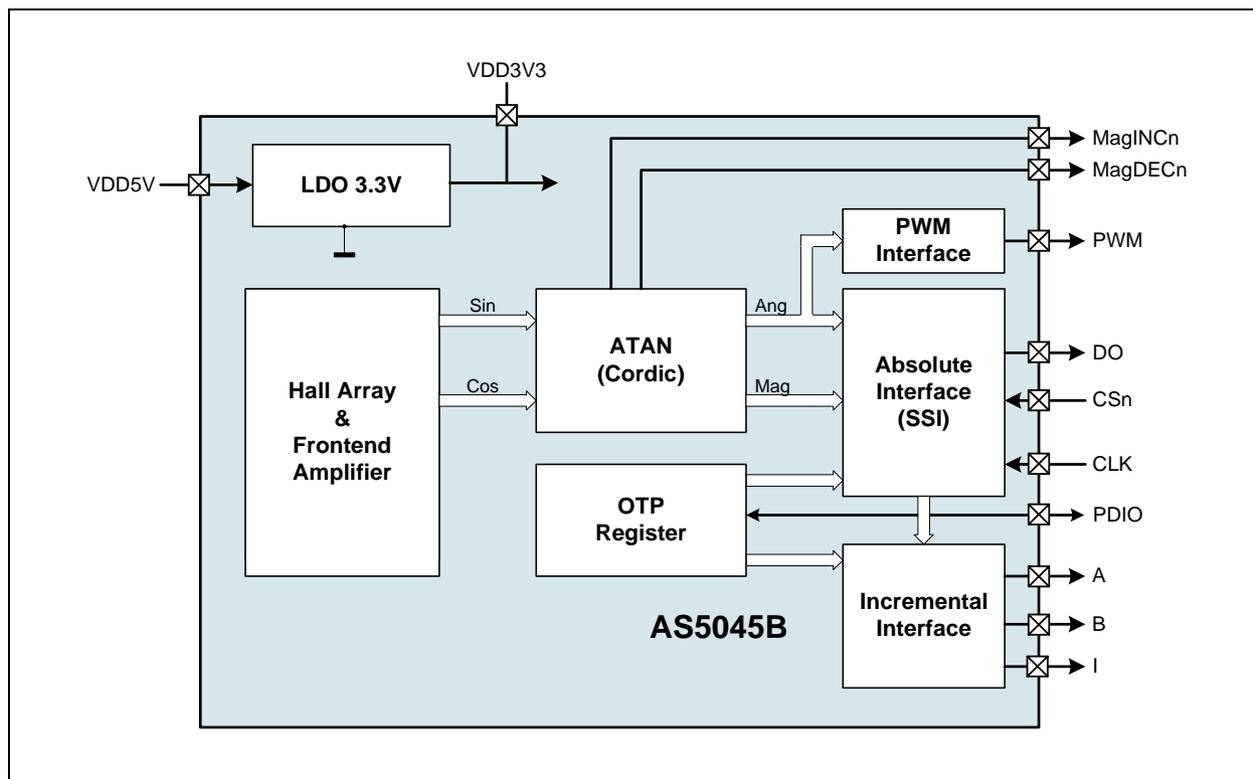 VDD3V3
VDD5V
LDO 3.3V
MagINCn
MagDECn
PWM
Interface
PWM
Hall Array
&
Frontend
Amplifier
Sin
Cos
ATAN
(Cordic)
Ang
Mag
Absolute
Interface
(SSI)
DO
CSn
CLK
OTP
Register
PDIO
Incremental
Interface
A
B
I
AS5045B